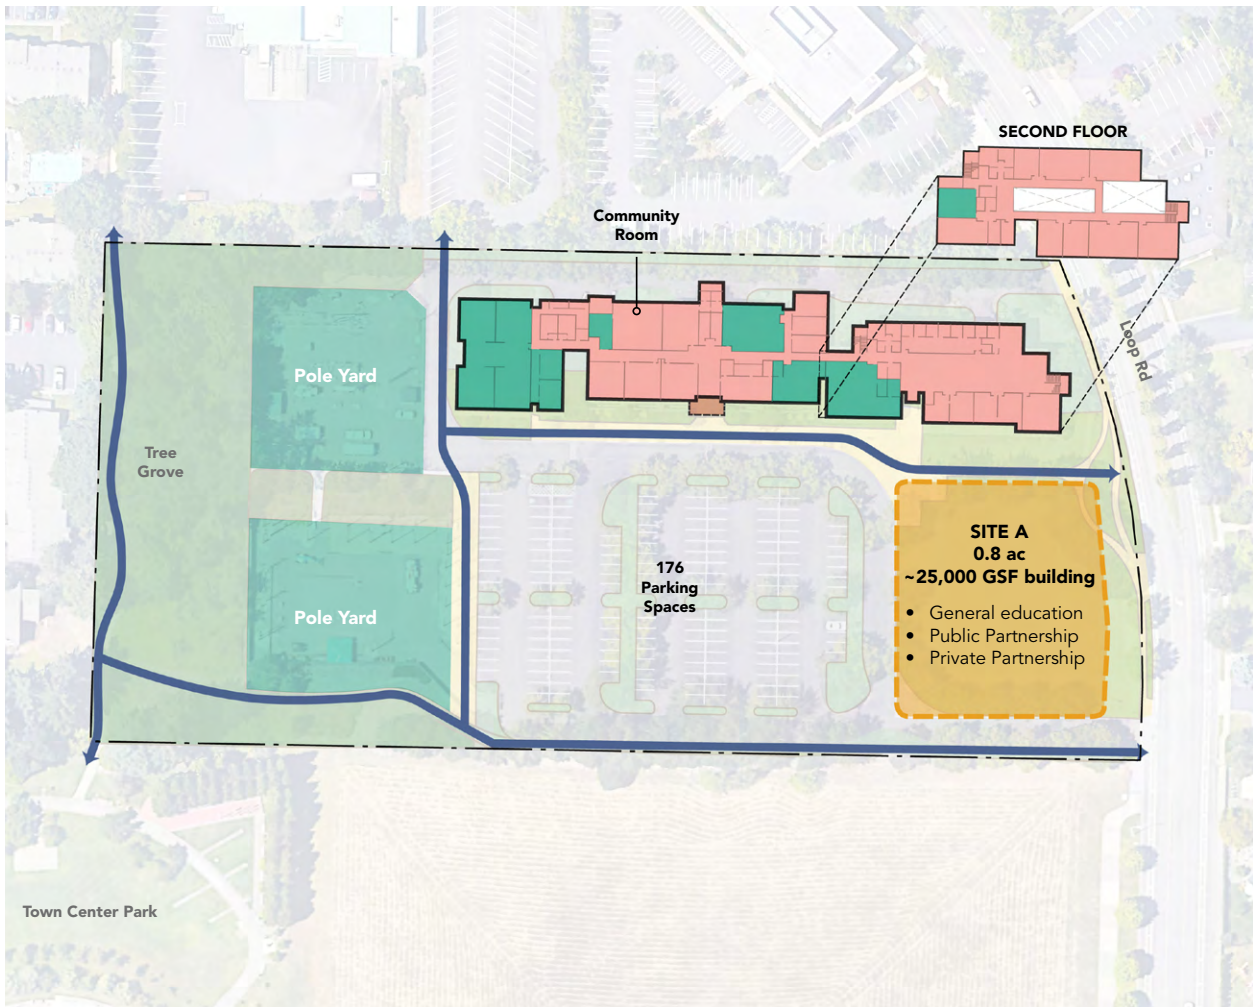 SECOND FLOOR
Community
Room
Loop Rd
Pole Yard
Tree
Grove
SITE A
0.8 ac
~25,000 GSF building
• General education
• Public Partnership
• Private Partnership
176
Parking
Spaces
Pole Yard
Town Center Park